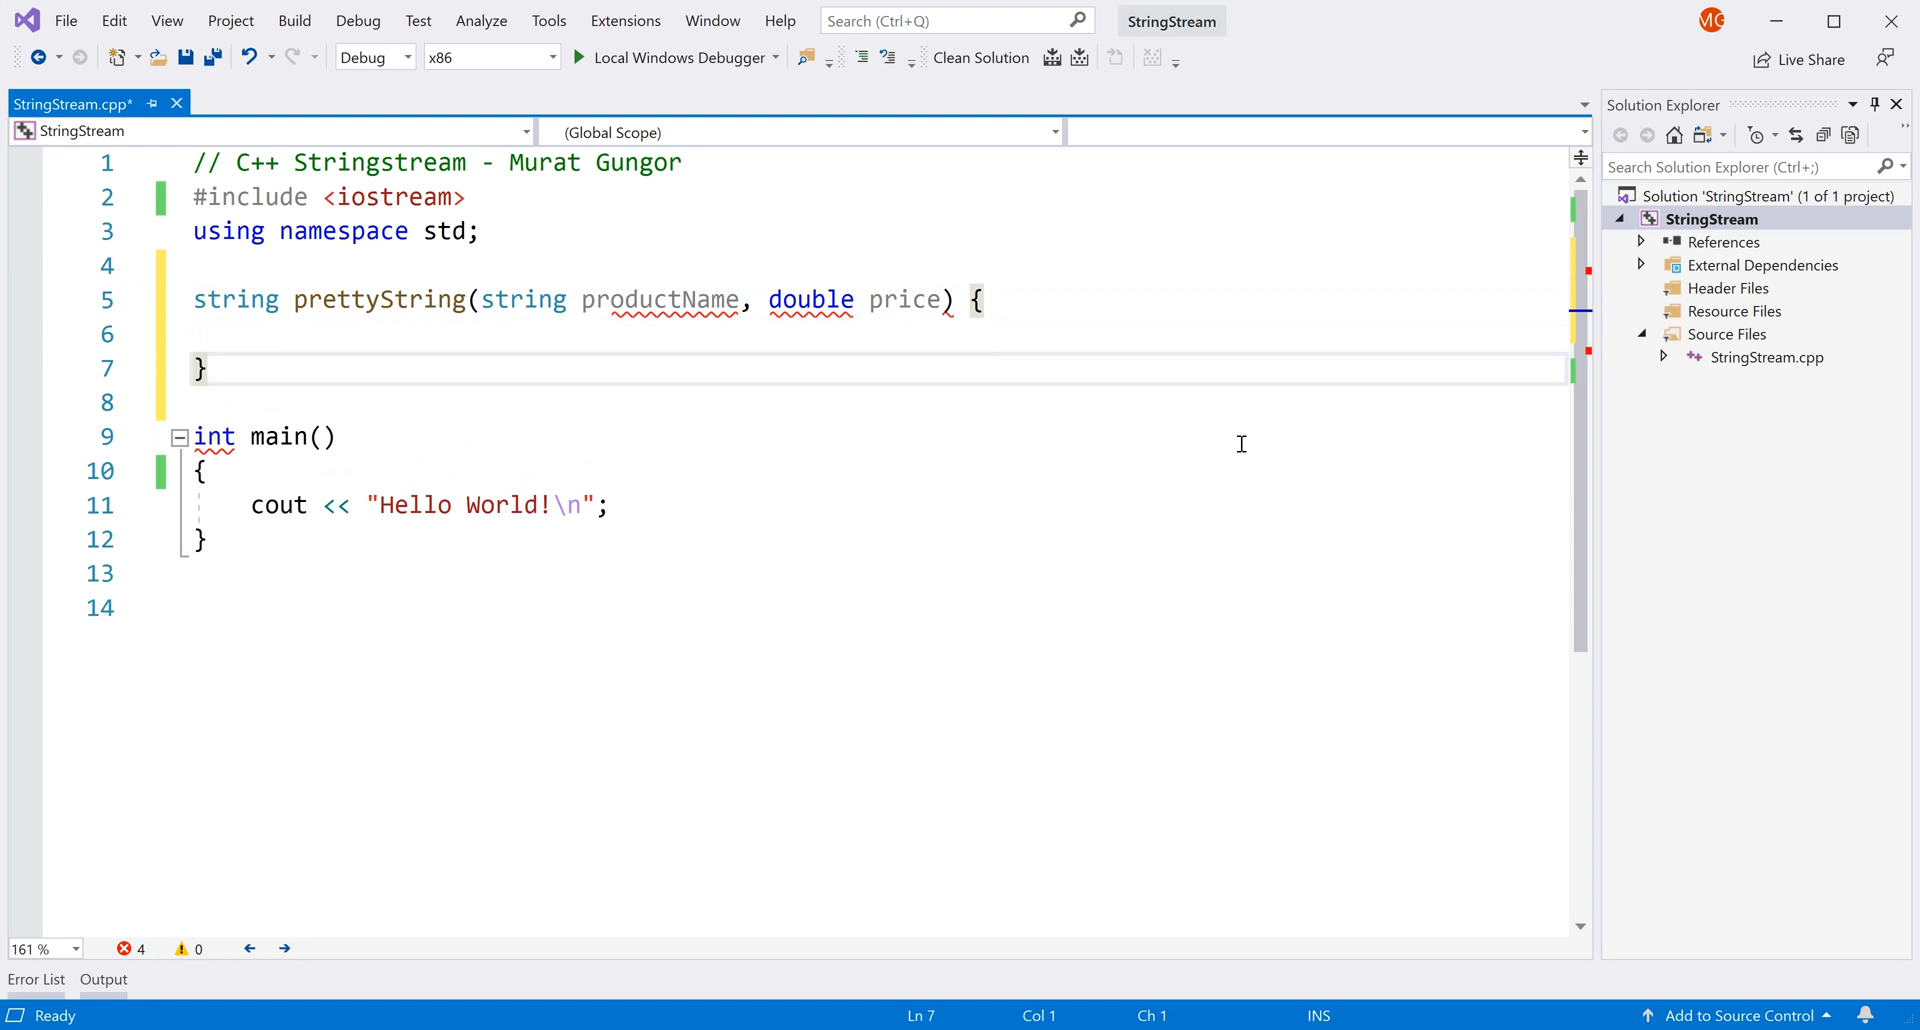 File Edit View Project Build Debug Test Analyze Tools Extensions Window Help Search (Ctrl+Q) StringStream MG
Debug x86 Local Windows Debugger Clean Solution Live Share
StringStream.cpp*
StringStream (Global Scope)
1 // C++ Stringstream - Murat Gungor
2 #include <iostream>
3 using namespace std;
4
5 string prettyString(string productName, double price) {
6
7 }
8
9 int main()
10 {
11 cout << "Hello World!\n";
12 }
13
14
Solution Explorer
Search Solution Explorer (Ctrl+;)
Solution 'StringStream' (1 of 1 project)
StringStream
References
External Dependencies
Header Files
Resource Files
Source Files
StringStream.cpp
161 % 4 0
Error List Output
Ready Ln 7 Col 1 Ch 1 INS Add to Source Control